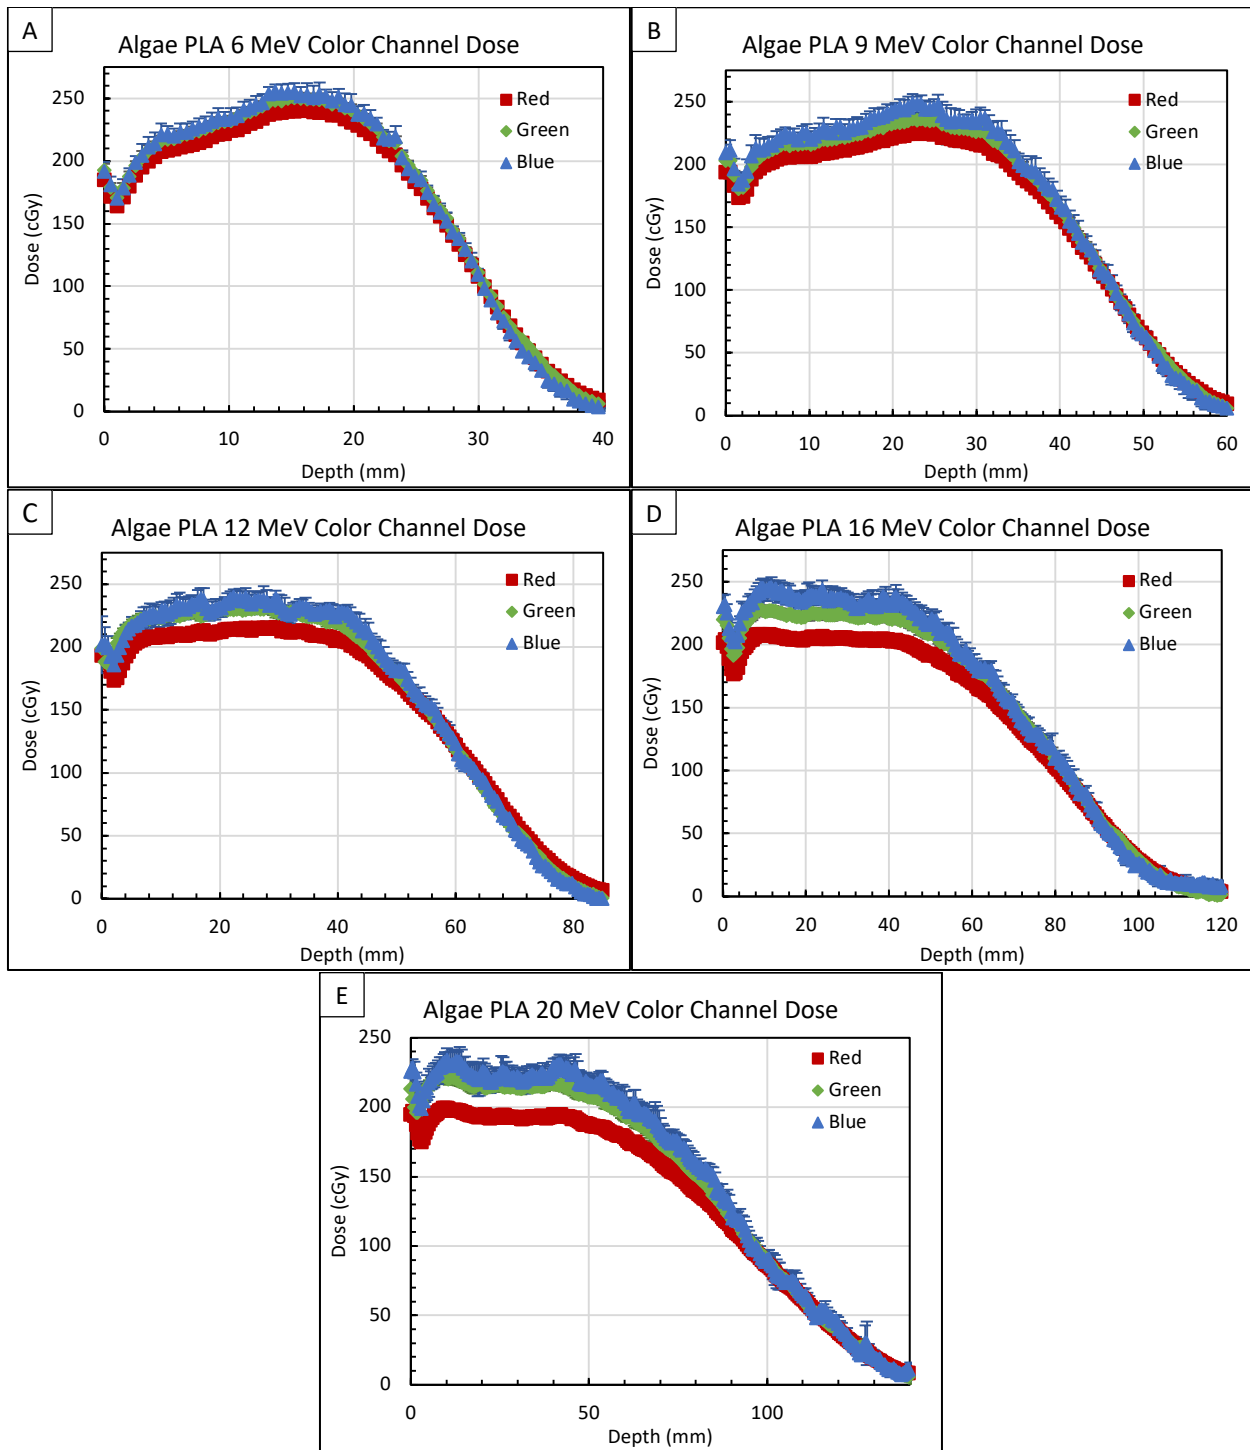 A
Algae PLA 6 MeV Color Channel Dose
250
200
150
100
50
0
Dose (cGy)
Red
Green
Blue
0 10 20 30 40
Depth (mm)
B
Algae PLA 9 MeV Color Channel Dose
250
200
150
100
50
0
Dose (cGy)
Red
Green
Blue
0 10 20 30 40 50 60
Depth (mm)
C
Algae PLA 12 MeV Color Channel Dose
250
200
150
100
50
0
Dose (cGy)
Red
Green
Blue
0 20 40 60 80
Depth (mm)
D
Algae PLA 16 MeV Color Channel Dose
250
200
150
100
50
0
Dose (cGy)
Red
Green
Blue
0 20 40 60 80 100 120
Depth (mm)
E
Algae PLA 20 MeV Color Channel Dose
250
200
150
100
50
0
Dose (cGy)
Red
Green
Blue
0 50 100
Depth (mm)